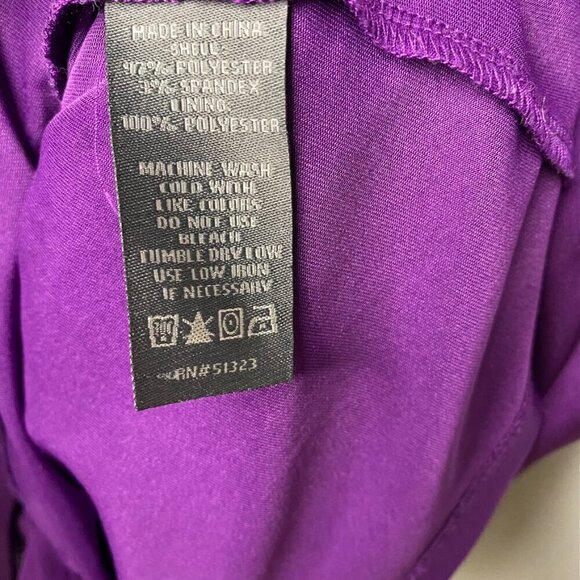 MADE IN CHINA
SHELL:
97% POLYESTER
3% SPANDEX
LINING:
100% POLYESTER
MACHINE WASH
COLD WITH
LIKE COLORS
DO NOT USE
BLEACH
TUMBLE DRY LOW
USE LOW IRON
IF NECESSARY
RN#51323